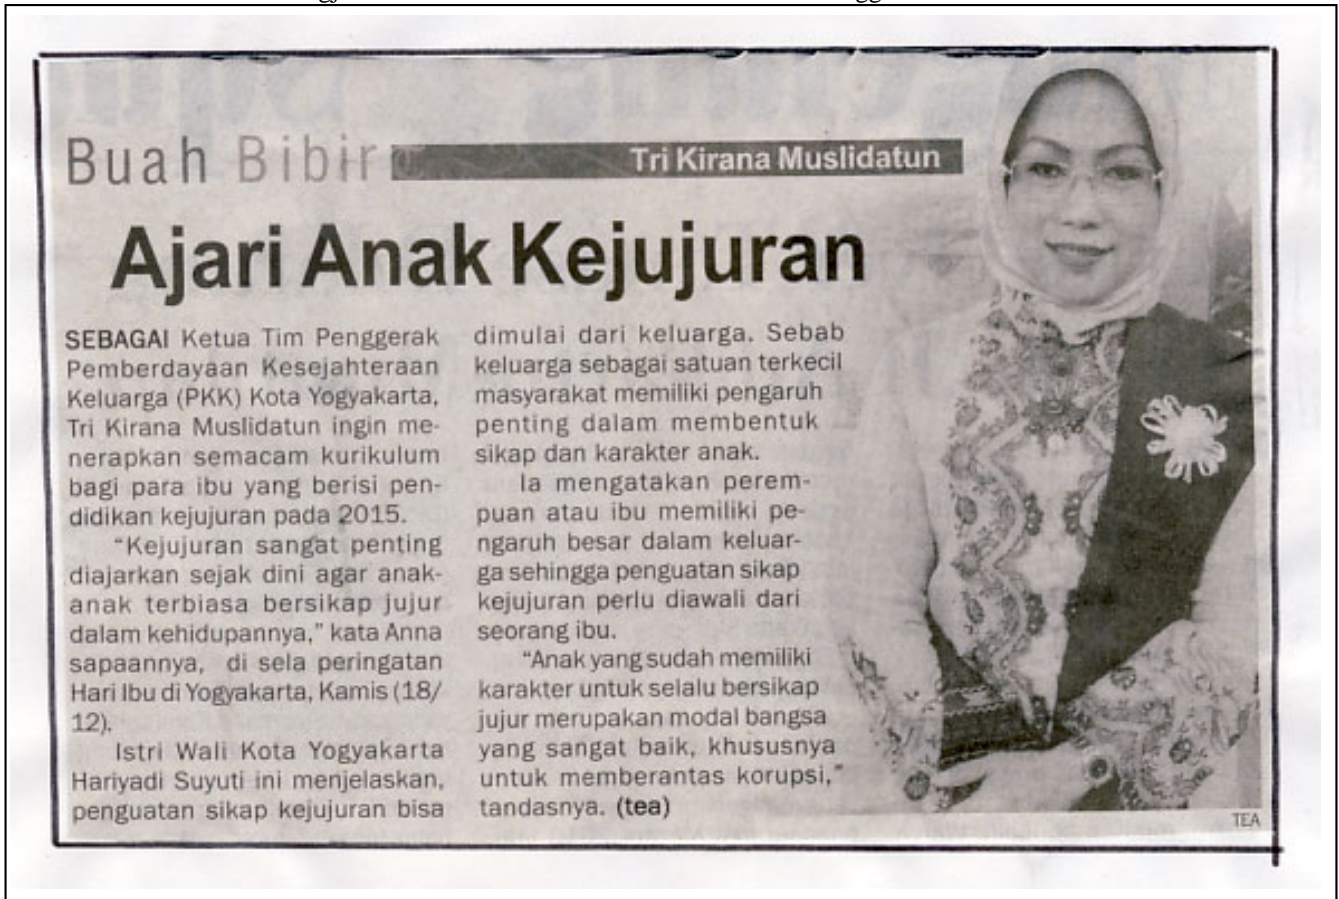 Buah Bibir
Tri Kirana Muslidatun
Ajari Anak Kejujuran
SEBAGAI Ketua Tim Penggerak
Pemberdayaan Kesejahteraan
Keluarga (PKK) Kota Yogyakarta,
Tri Kirana Muslidatun ingin me-
nerapkan semacam kurikulum
bagi para ibu yang berisi pen-
didikan kejujuran pada 2015.
"Kejujuran sangat penting
diajarkan sejak dini agar anak-
anak terbiasa bersikap jujur
dalam kehidupannya," kata Anna
sapaannya, di sela peringatan
Hari Ibu di Yogyakarta, Kamis (18/
12).
Istri Wali Kota Yogyakarta
Hariyadi Suyuti ini menjelaskan,
penguatan sikap kejujuran bisa
dimulai dari keluarga. Sebab
keluarga sebagai satuan terkecil
masyarakat memiliki pengaruh
penting dalam membentuk
sikap dan karakter anak.
Ia mengatakan perem-
puan atau ibu memiliki pe-
ngaruh besar dalam keluar-
ga sehingga penguatan sikap
kejujuran perlu diawali dari
seorang ibu.
"Anak yang sudah memiliki
karakter untuk selalu bersikap
jujur merupakan modal bangsa
yang sangat baik, khususnya
untuk memberantas korupsi,"
tandasnya. (tea)
TEA